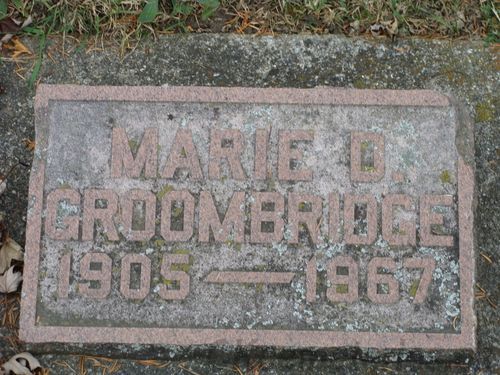 MARIE D.
GROOMBRIDGE
1905 — 1967